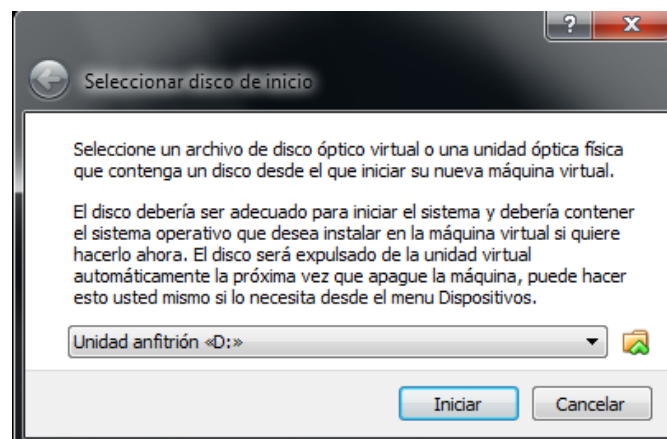 ?
X
Seleccionar disco de inicio
Seleccione un archivo de disco óptico virtual o una unidad óptica física
que contenga un disco desde el que iniciar su nueva máquina virtual.
El disco debería ser adecuado para iniciar el sistema y debería contener
el sistema operativo que desea instalar en la máquina virtual si quiere
hacerlo ahora. El disco será expulsado de la unidad virtual
automáticamente la próxima vez que apague la máquina, puede hacer
esto usted mismo si lo necesita desde el menu Dispositivos.
Unidad anfitrión «D:»
Iniciar Cancelar